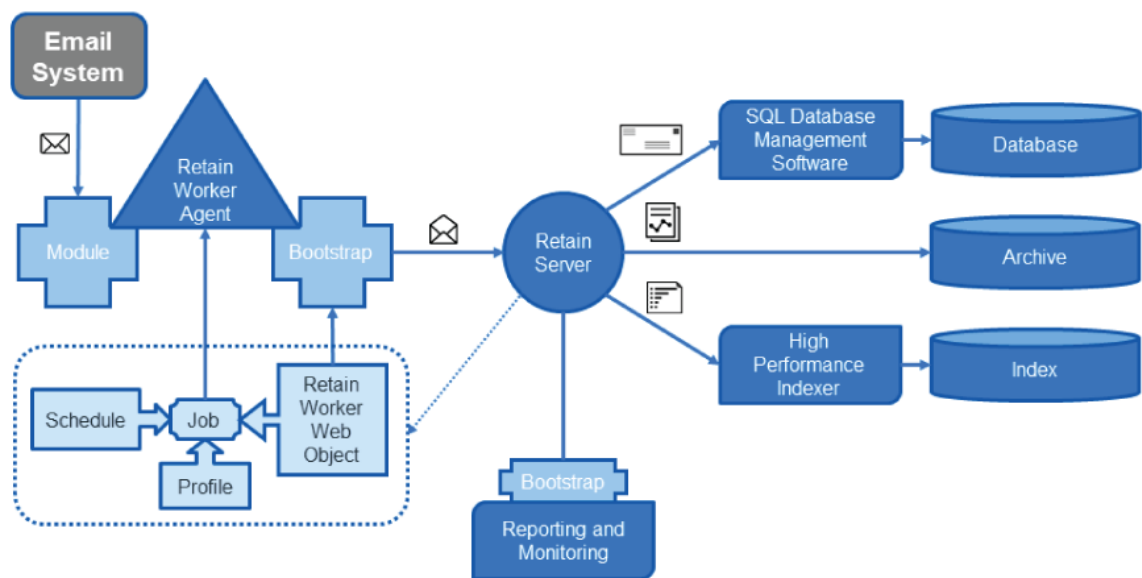 Email
System
Retain
Worker
Agent
Module
Bootstrap
Retain
Server
SQL Database
Management
Software
Database
Archive
High
Performance
Indexer
Index
Schedule
Job
Retain
Worker
Web
Object
Profile
Bootstrap
Reporting and
Monitoring